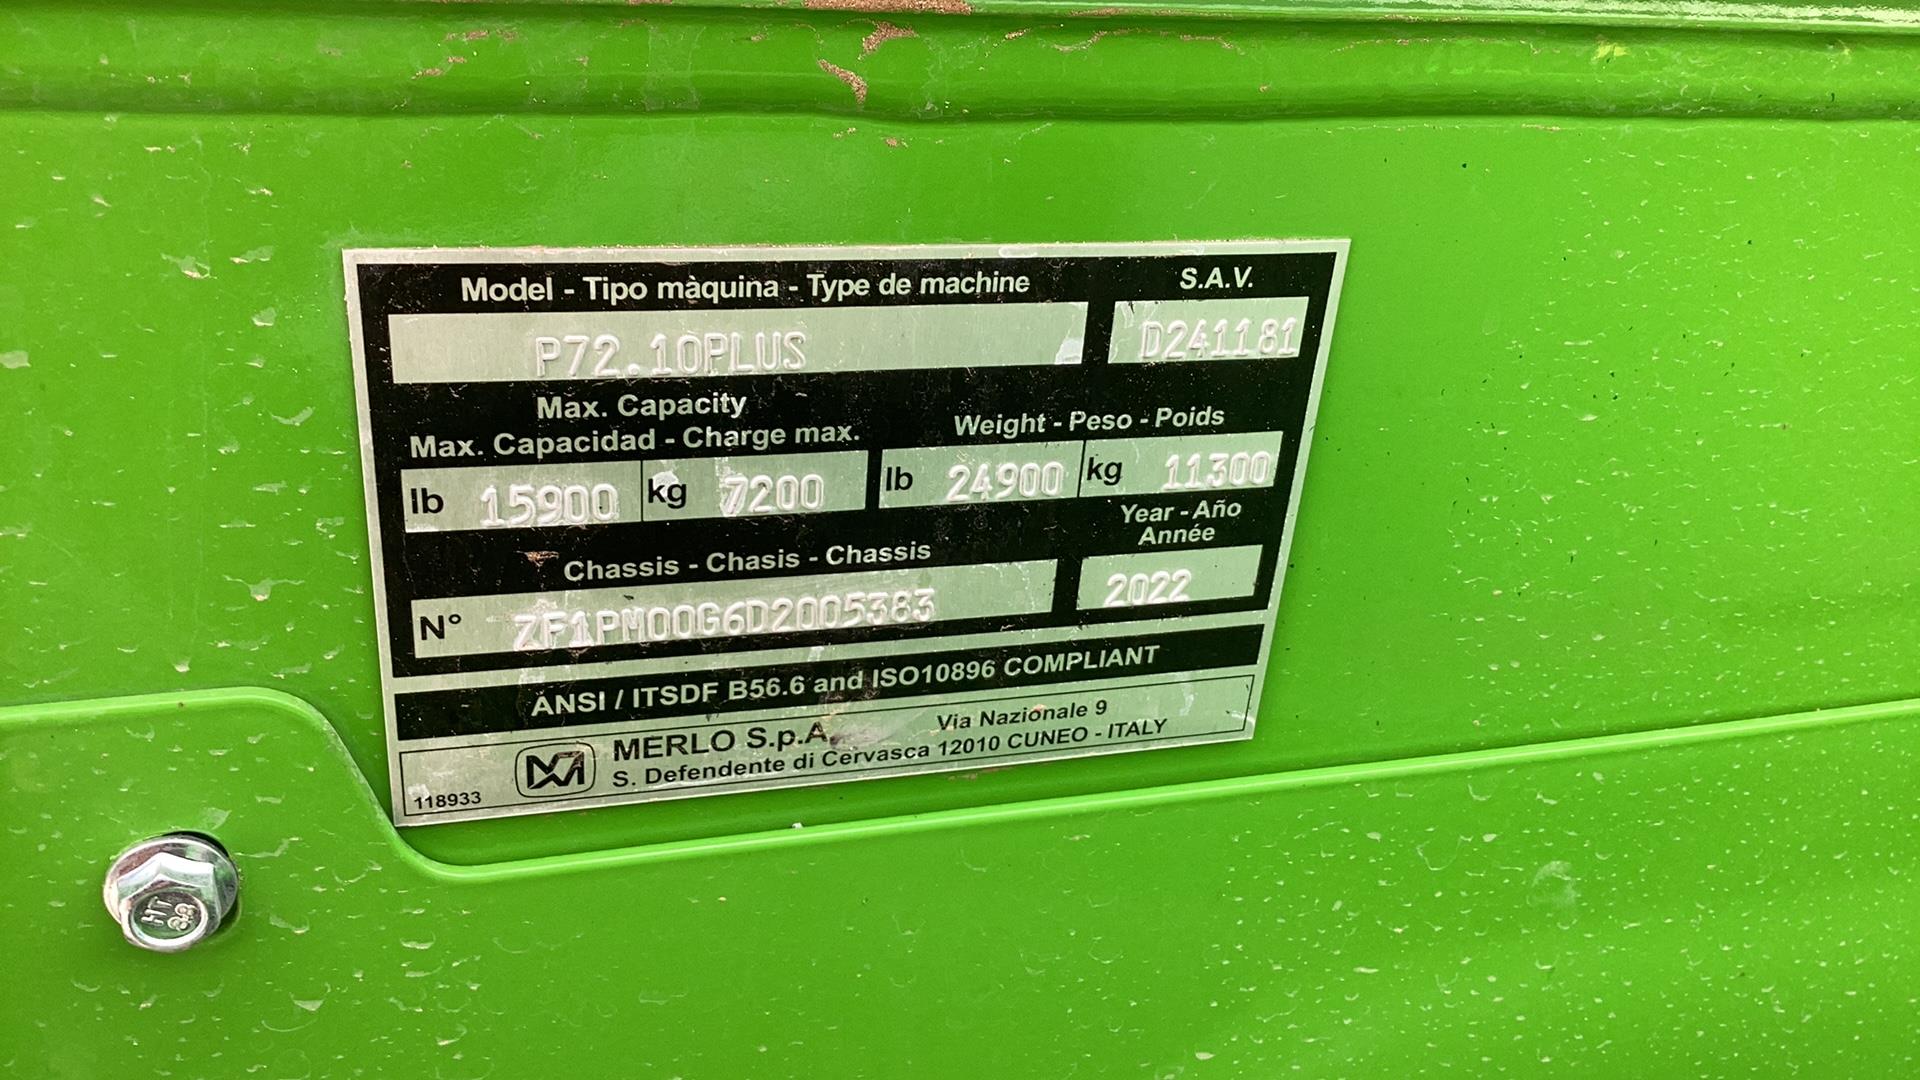 Model - Tipo màquina - Type de machine
S.A.V.
P72.10PLUS
D241181
Max. Capacity
Max. Capacidad - Charge max.
Weight - Peso - Poids
lb 15900 kg 7200
lb 24900 kg 11300
Chassis - Chasis - Chassis
Year - Año
Année
N° ZF1PM00G6D2005383
2022
ANSI / ITSDF B56.6 and ISO10896 COMPLIANT
MERLO S.p.A. Via Nazionale 9
S. Defendente di Cervasca 12010 CUNEO - ITALY
118933
HT